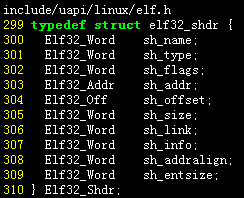 include/uapi/linux/elf.h
299 typedef struct elf32_shdr {
300   Elf32_Word    sh_name;
301   Elf32_Word    sh_type;
302   Elf32_Word    sh_flags;
303   Elf32_Addr    sh_addr;
304   Elf32_Off     sh_offset;
305   Elf32_Word    sh_size;
306   Elf32_Word    sh_link;
307   Elf32_Word    sh_info;
308   Elf32_Word    sh_addralign;
309   Elf32_Word    sh_entsize;
310 } Elf32_Shdr;